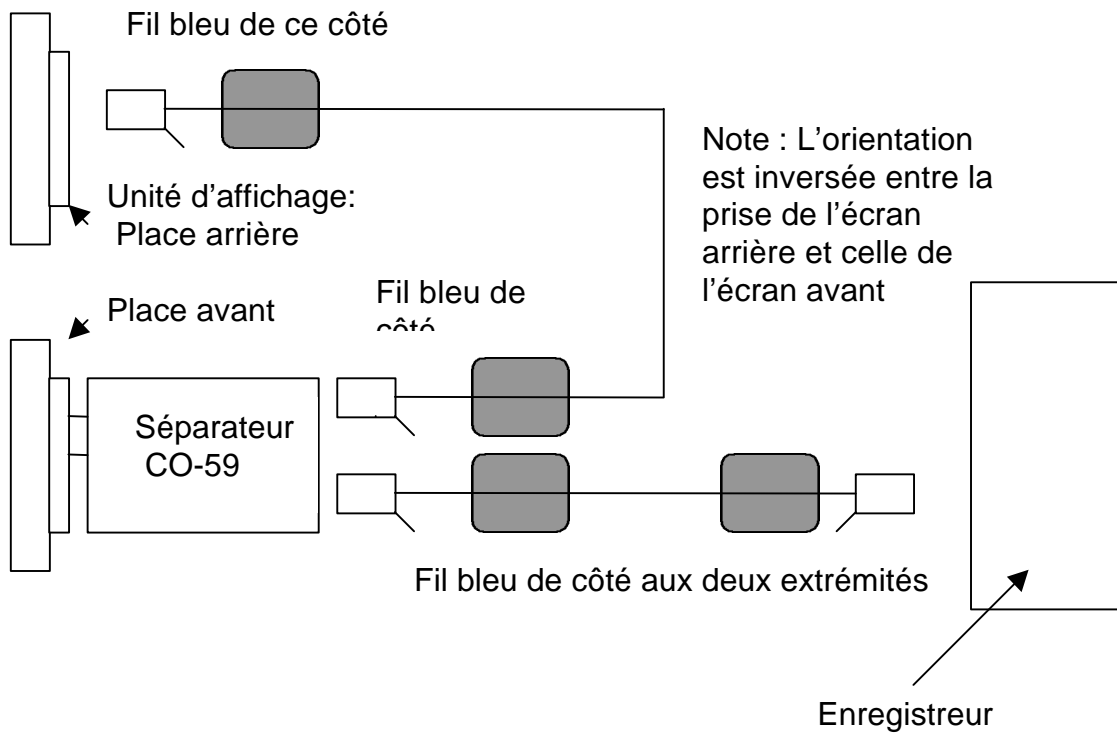 Fil bleu de ce côté
Unité d’affichage:
Place arrière
Note : L’orientation
est inversée entre la
prise de l’écran
arrière et celle de
l’écran avant
Place avant
Fil bleu de
côté
Séparateur
CO-59
Fil bleu de côté aux deux extrémités
Enregistreur